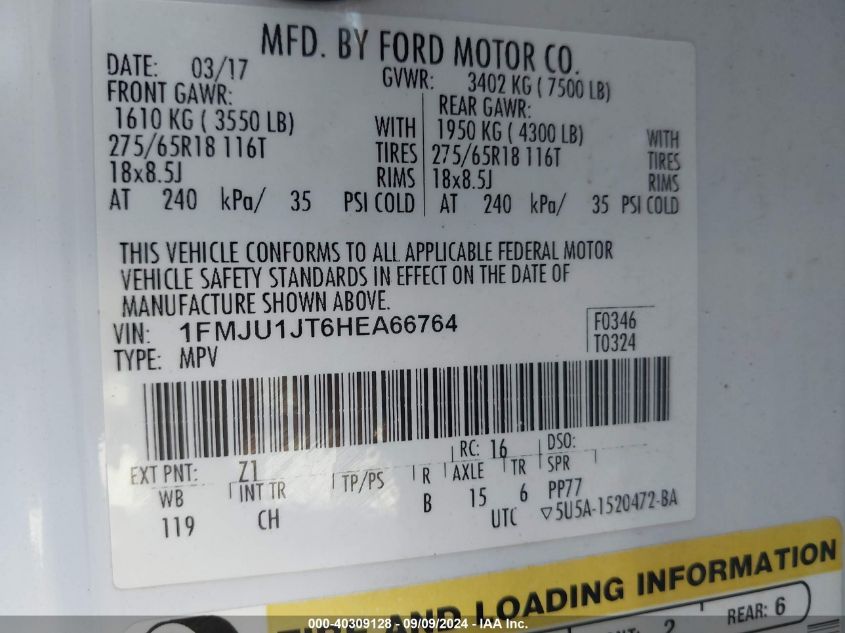 MFD. BY FORD MOTOR CO.
DATE: 03/17
GVWR: 3402 KG ( 7500 LB)
FRONT GAWR:
1610 KG ( 3550 LB)
WITH
275/65R18 116T
TIRES
18x8.5J
RIMS
AT 240 kPa/ 35 PSI COLD
REAR GAWR:
1950 KG ( 4300 LB)
WITH
275/65R18 116T
TIRES
18x8.5J
RIMS
AT 240 kPa/ 35 PSI COLD
THIS VEHICLE CONFORMS TO ALL APPLICABLE FEDERAL MOTOR
VEHICLE SAFETY STANDARDS IN EFFECT ON THE DATE OF
MANUFACTURE SHOWN ABOVE.
VIN: 1FMJU1JT6HEA66764
TYPE: MPV
F0346
T0324
EXT PNT: Z1 RC: 16 DSO:
WB INT TR TP/PS R AXLE TR SPR
119 CH B 15 6 PP77
UTC ▽5U5A-1520472-BA
TIRE AND LOADING INFORMATION
2 REAR: 6
000-40309128 - 09/09/2024 - IAA Inc.